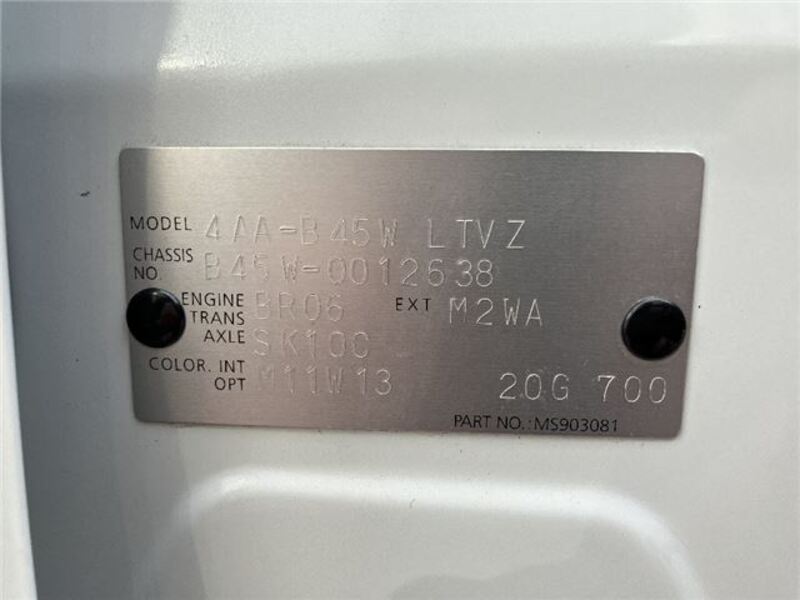 MODEL 4AA-B45W LTVZ
CHASSIS NO. B45W-0012638
ENGINE BR06 EXT M2WA
TRANS AXLE SK10C
COLOR. INT OPT M11W13 20G 700
PART NO.: MS903081